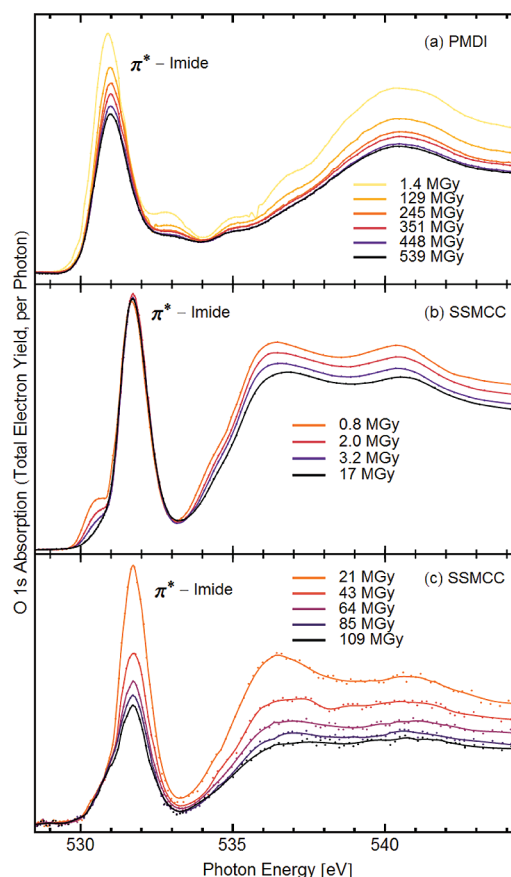 O 1s Absorption (Total Electron Yield, per Photon)
(a) PMDI
π* – Imide
1.4 MGy
129 MGy
245 MGy
351 MGy
448 MGy
539 MGy
(b) SSMCC
π* – Imide
0.8 MGy
2.0 MGy
3.2 MGy
17 MGy
(c) SSMCC
π* – Imide
21 MGy
43 MGy
64 MGy
85 MGy
109 MGy
530 535 540
Photon Energy [eV]